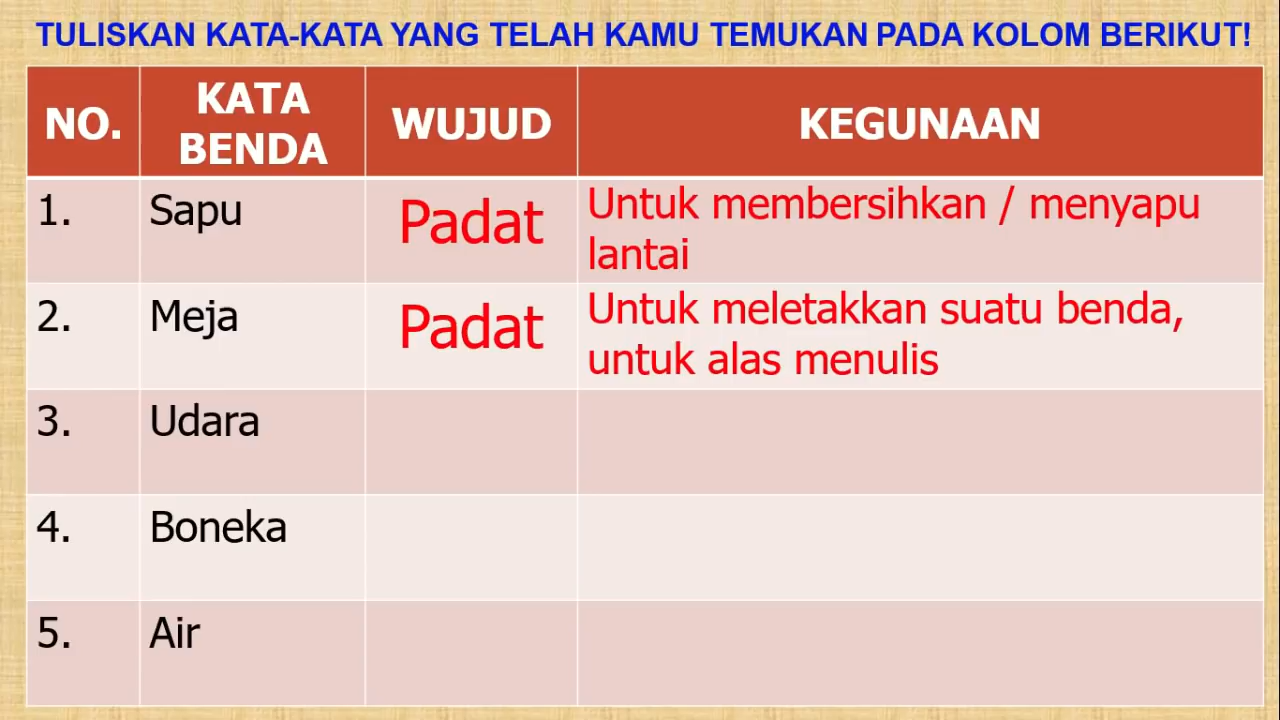 TULISKAN KATA-KATA YANG TELAH KAMU TEMUKAN PADA KOLOM BERIKUT!
NO.
KATA
BENDA
WUJUD
KEGUNAAN
1.
Sapu
Padat
Untuk membersihkan / menyapu
lantai
2.
Meja
Padat
Untuk meletakkan suatu benda,
untuk alas menulis
3.
Udara
4.
Boneka
5.
Air